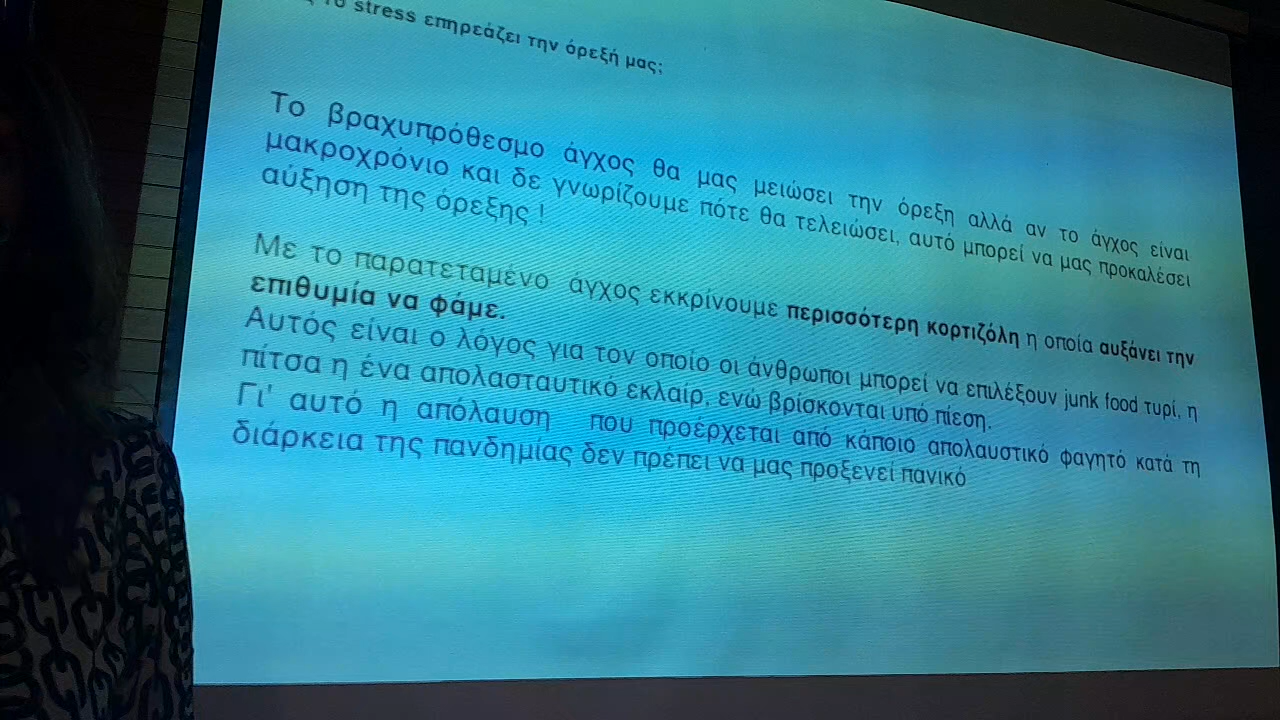 το stress επηρεάζει την όρεξή μας;
Το βραχυπρόθεσμο άγχος θα μας μειώσει την όρεξη αλλά αν το άγχος είναι
μακροχρόνιο και δε γνωρίζουμε πότε θα τελειώσει, αυτό μπορεί να μας προκαλέσει
αύξηση της όρεξης !
Με το παρατεταμένο άγχος εκκρίνουμε περισσότερη κορτιζόλη η οποία αυξάνει την
επιθυμία να φάμε.
Αυτός είναι ο λόγος για τον οποίο οι άνθρωποι μπορεί να επιλέξουν junk food τυρί, η
πίτσα η ένα απολασταυτικό εκλαίρ, ενώ βρίσκονται υπό πίεση.
Γι' αυτό η απόλαυση που προέρχεται από κάποιο απολαυστικό φαγητό κατά τη
διάρκεια της πανδημίας δεν πρέπει να μας προξενεί πανικό